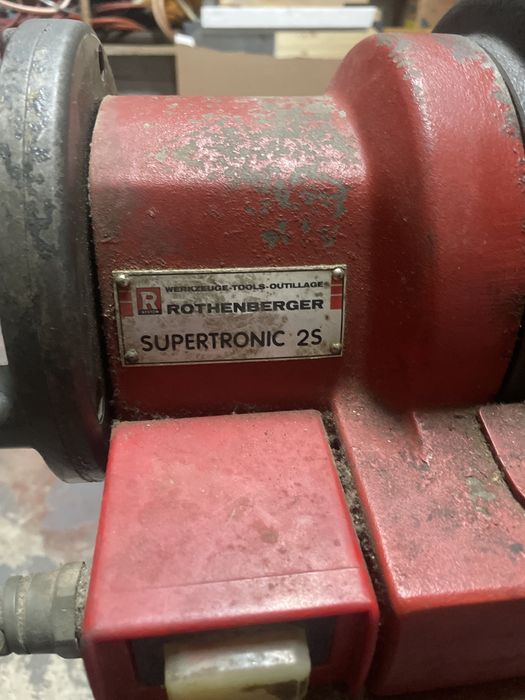 WERKZEUGE-TOOLS-OUTILLAGE
R ROTHENBERGER
SUPERTRONIC 2S